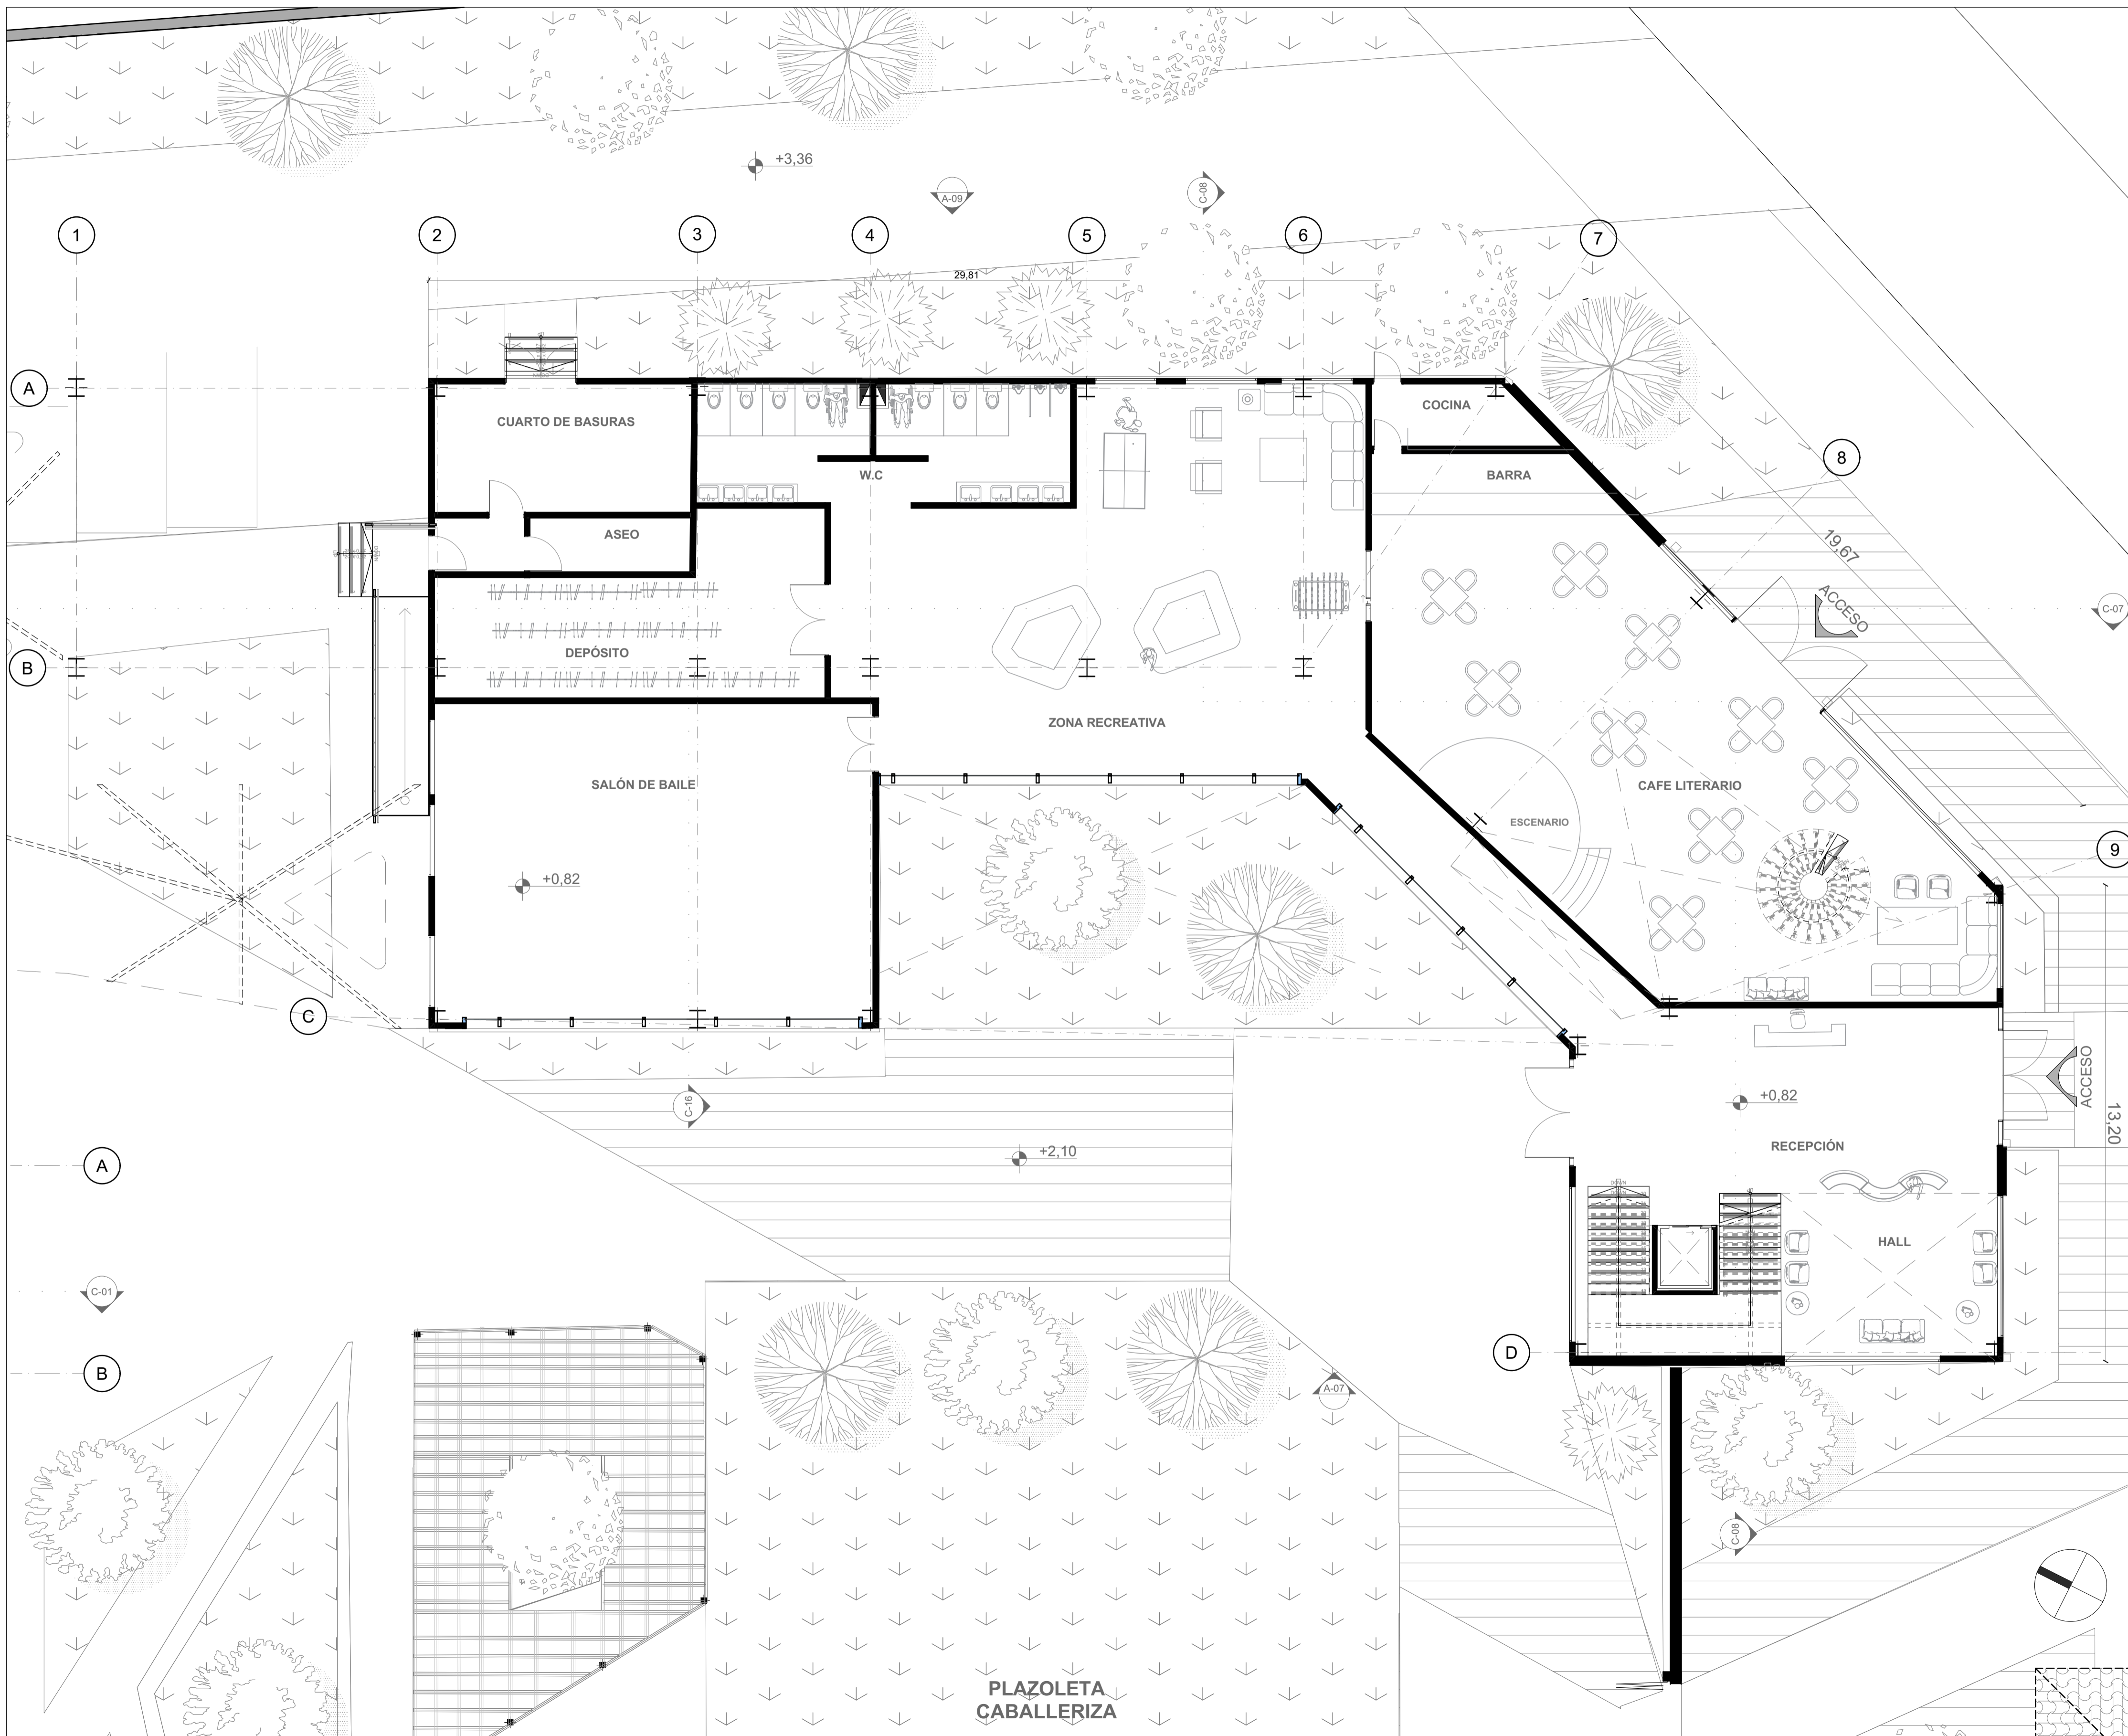 +3,36
A-09
C-08
1
2
3
4
5
6
7
29,81
A
CUARTO DE BASURAS
COCINA
BARRA
8
W.C
ASEO
19,67
ACCESO
C-07
B
DEPÓSITO
ZONA RECREATIVA
SALÓN DE BAILE
CAFE LITERARIO
ESCENARIO
9
+0,82
C
ACCESO
C-16
+0,82
13,20
+2,10
RECEPCIÓN
A
DOWN
HALL
C-01
D
B
A-07
C-08
PLAZOLETA
CABALLERIZA